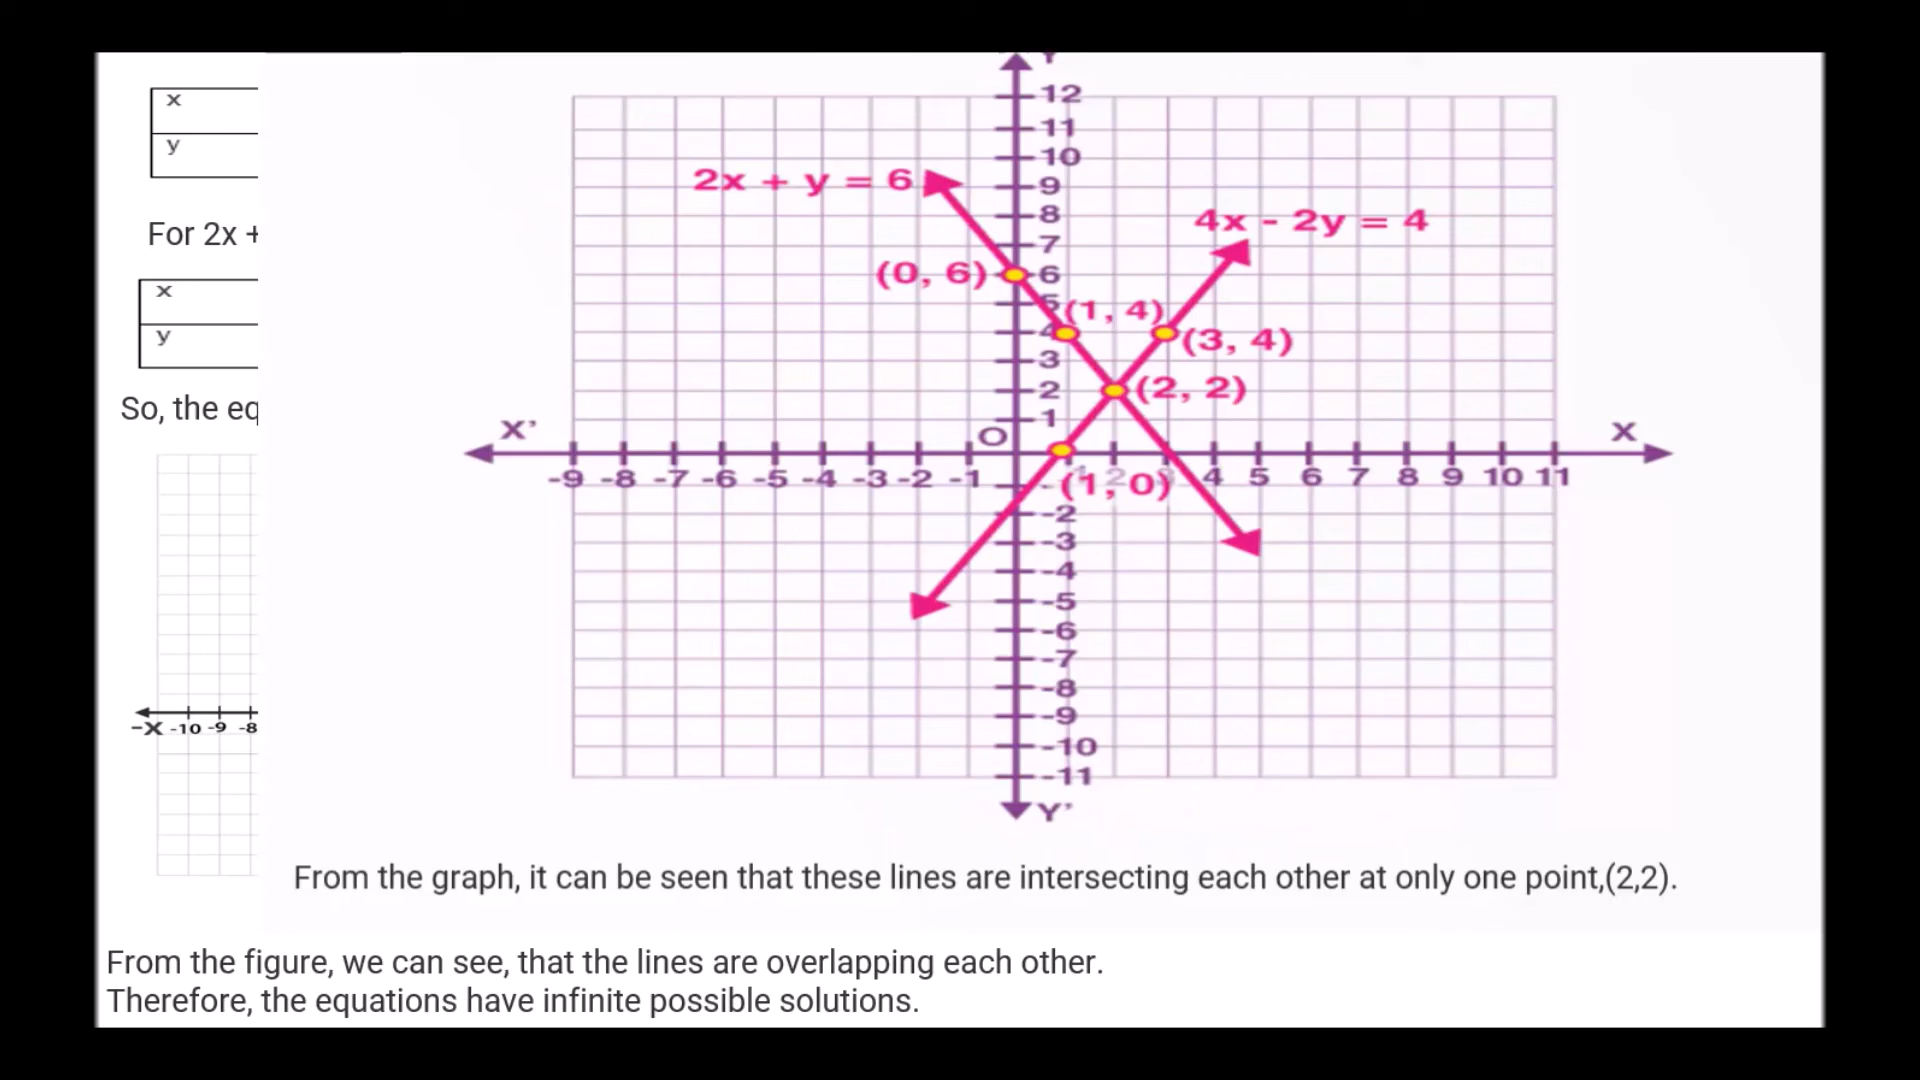 x
y
For 2x +
x
y
So, the eq
-X -10 -9 -8
Y
12
11
10
9
8
7
6
5
4
3
2
1
2x + y = 6
4x - 2y = 4
(0, 6)
(1, 4)
(3, 4)
(2, 2)
X'
O
X
-9 -8 -7 -6 -5 -4 -3 -2 -1 2 4 5 6 7 8 9 10 11
(1, 0)
-2
-3
-4
-5
-6
-7
-8
-9
-10
-11
Y'
From the graph, it can be seen that these lines are intersecting each other at only one point,(2,2).
From the figure, we can see, that the lines are overlapping each other.
Therefore, the equations have infinite possible solutions.